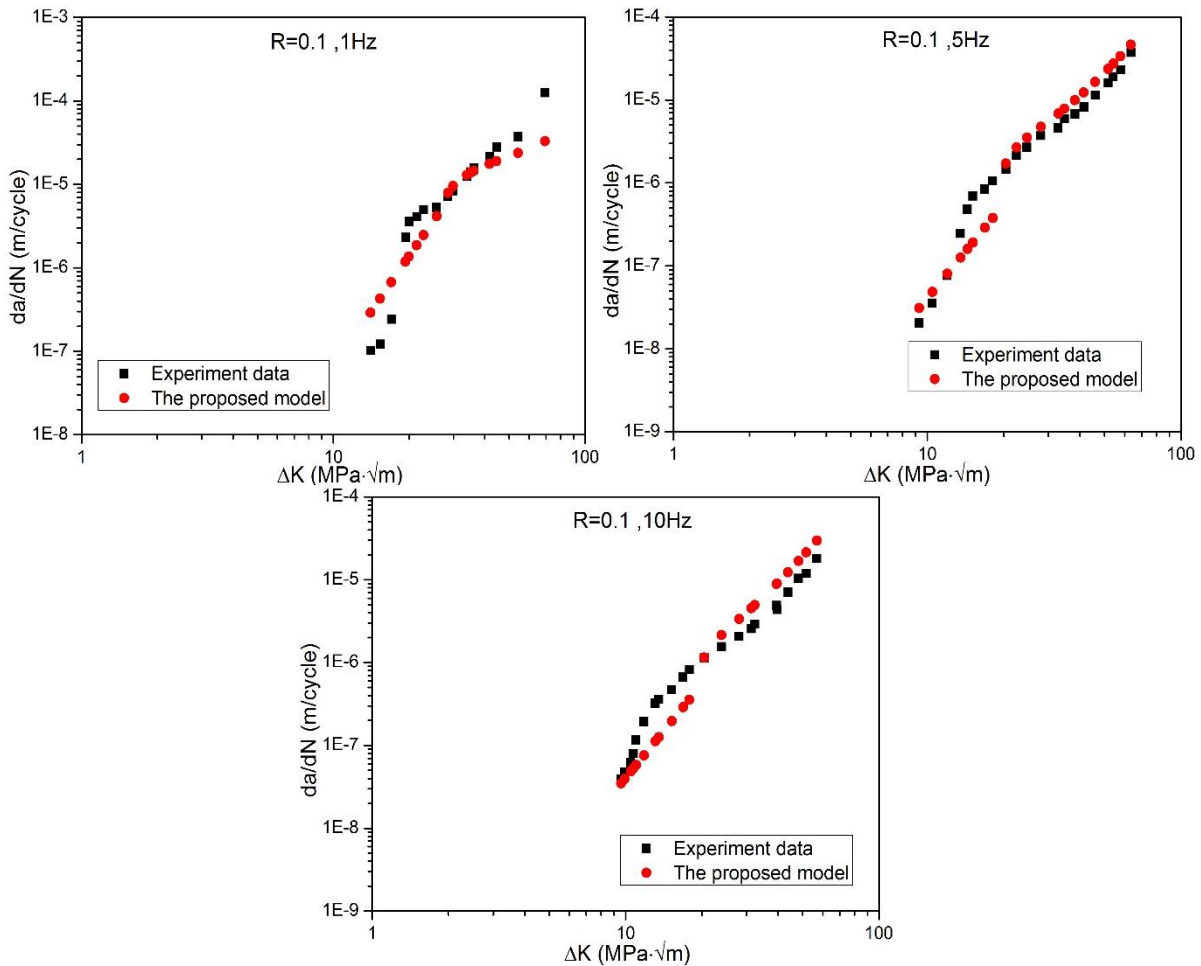 R=0.1 ,1Hz
1E-3
1E-4
1E-5
1E-6
1E-7
1E-8
da/dN (m/cycle)
Experiment data
The proposed model
1
10
100
ΔK (MPa·√m)
R=0.1 ,5Hz
1E-4
1E-5
1E-6
1E-7
1E-8
1E-9
da/dN (m/cycle)
Experiment data
The proposed model
1
10
100
ΔK (MPa·√m)
R=0.1 ,10Hz
1E-4
1E-5
1E-6
1E-7
1E-8
1E-9
da/dN (m/cycle)
Experiment data
The proposed model
1
10
100
ΔK (MPa·√m)